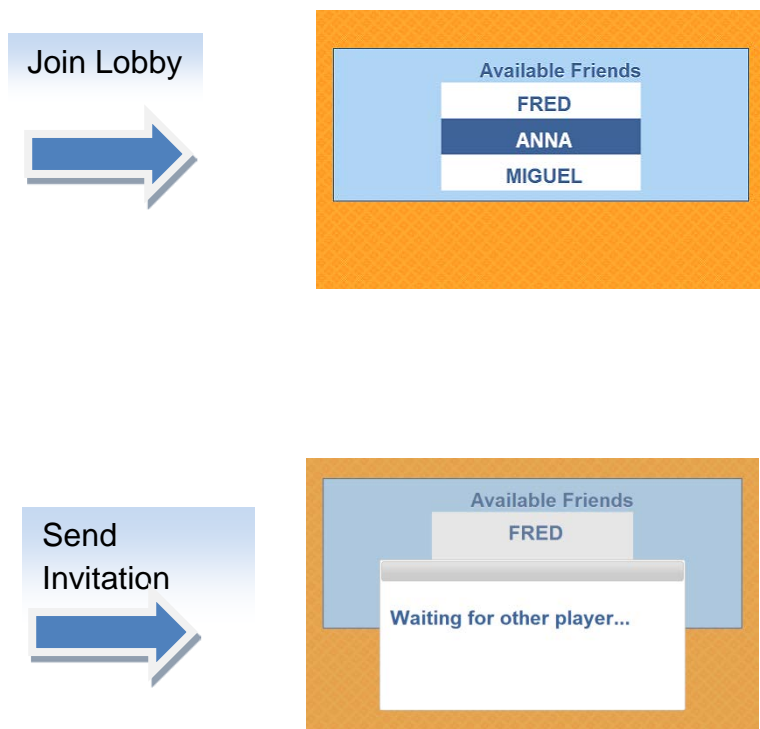 Join Lobby
Available Friends
FRED
ANNA
MIGUEL
Send
Invitation
Available Friends
FRED
Waiting for other player...